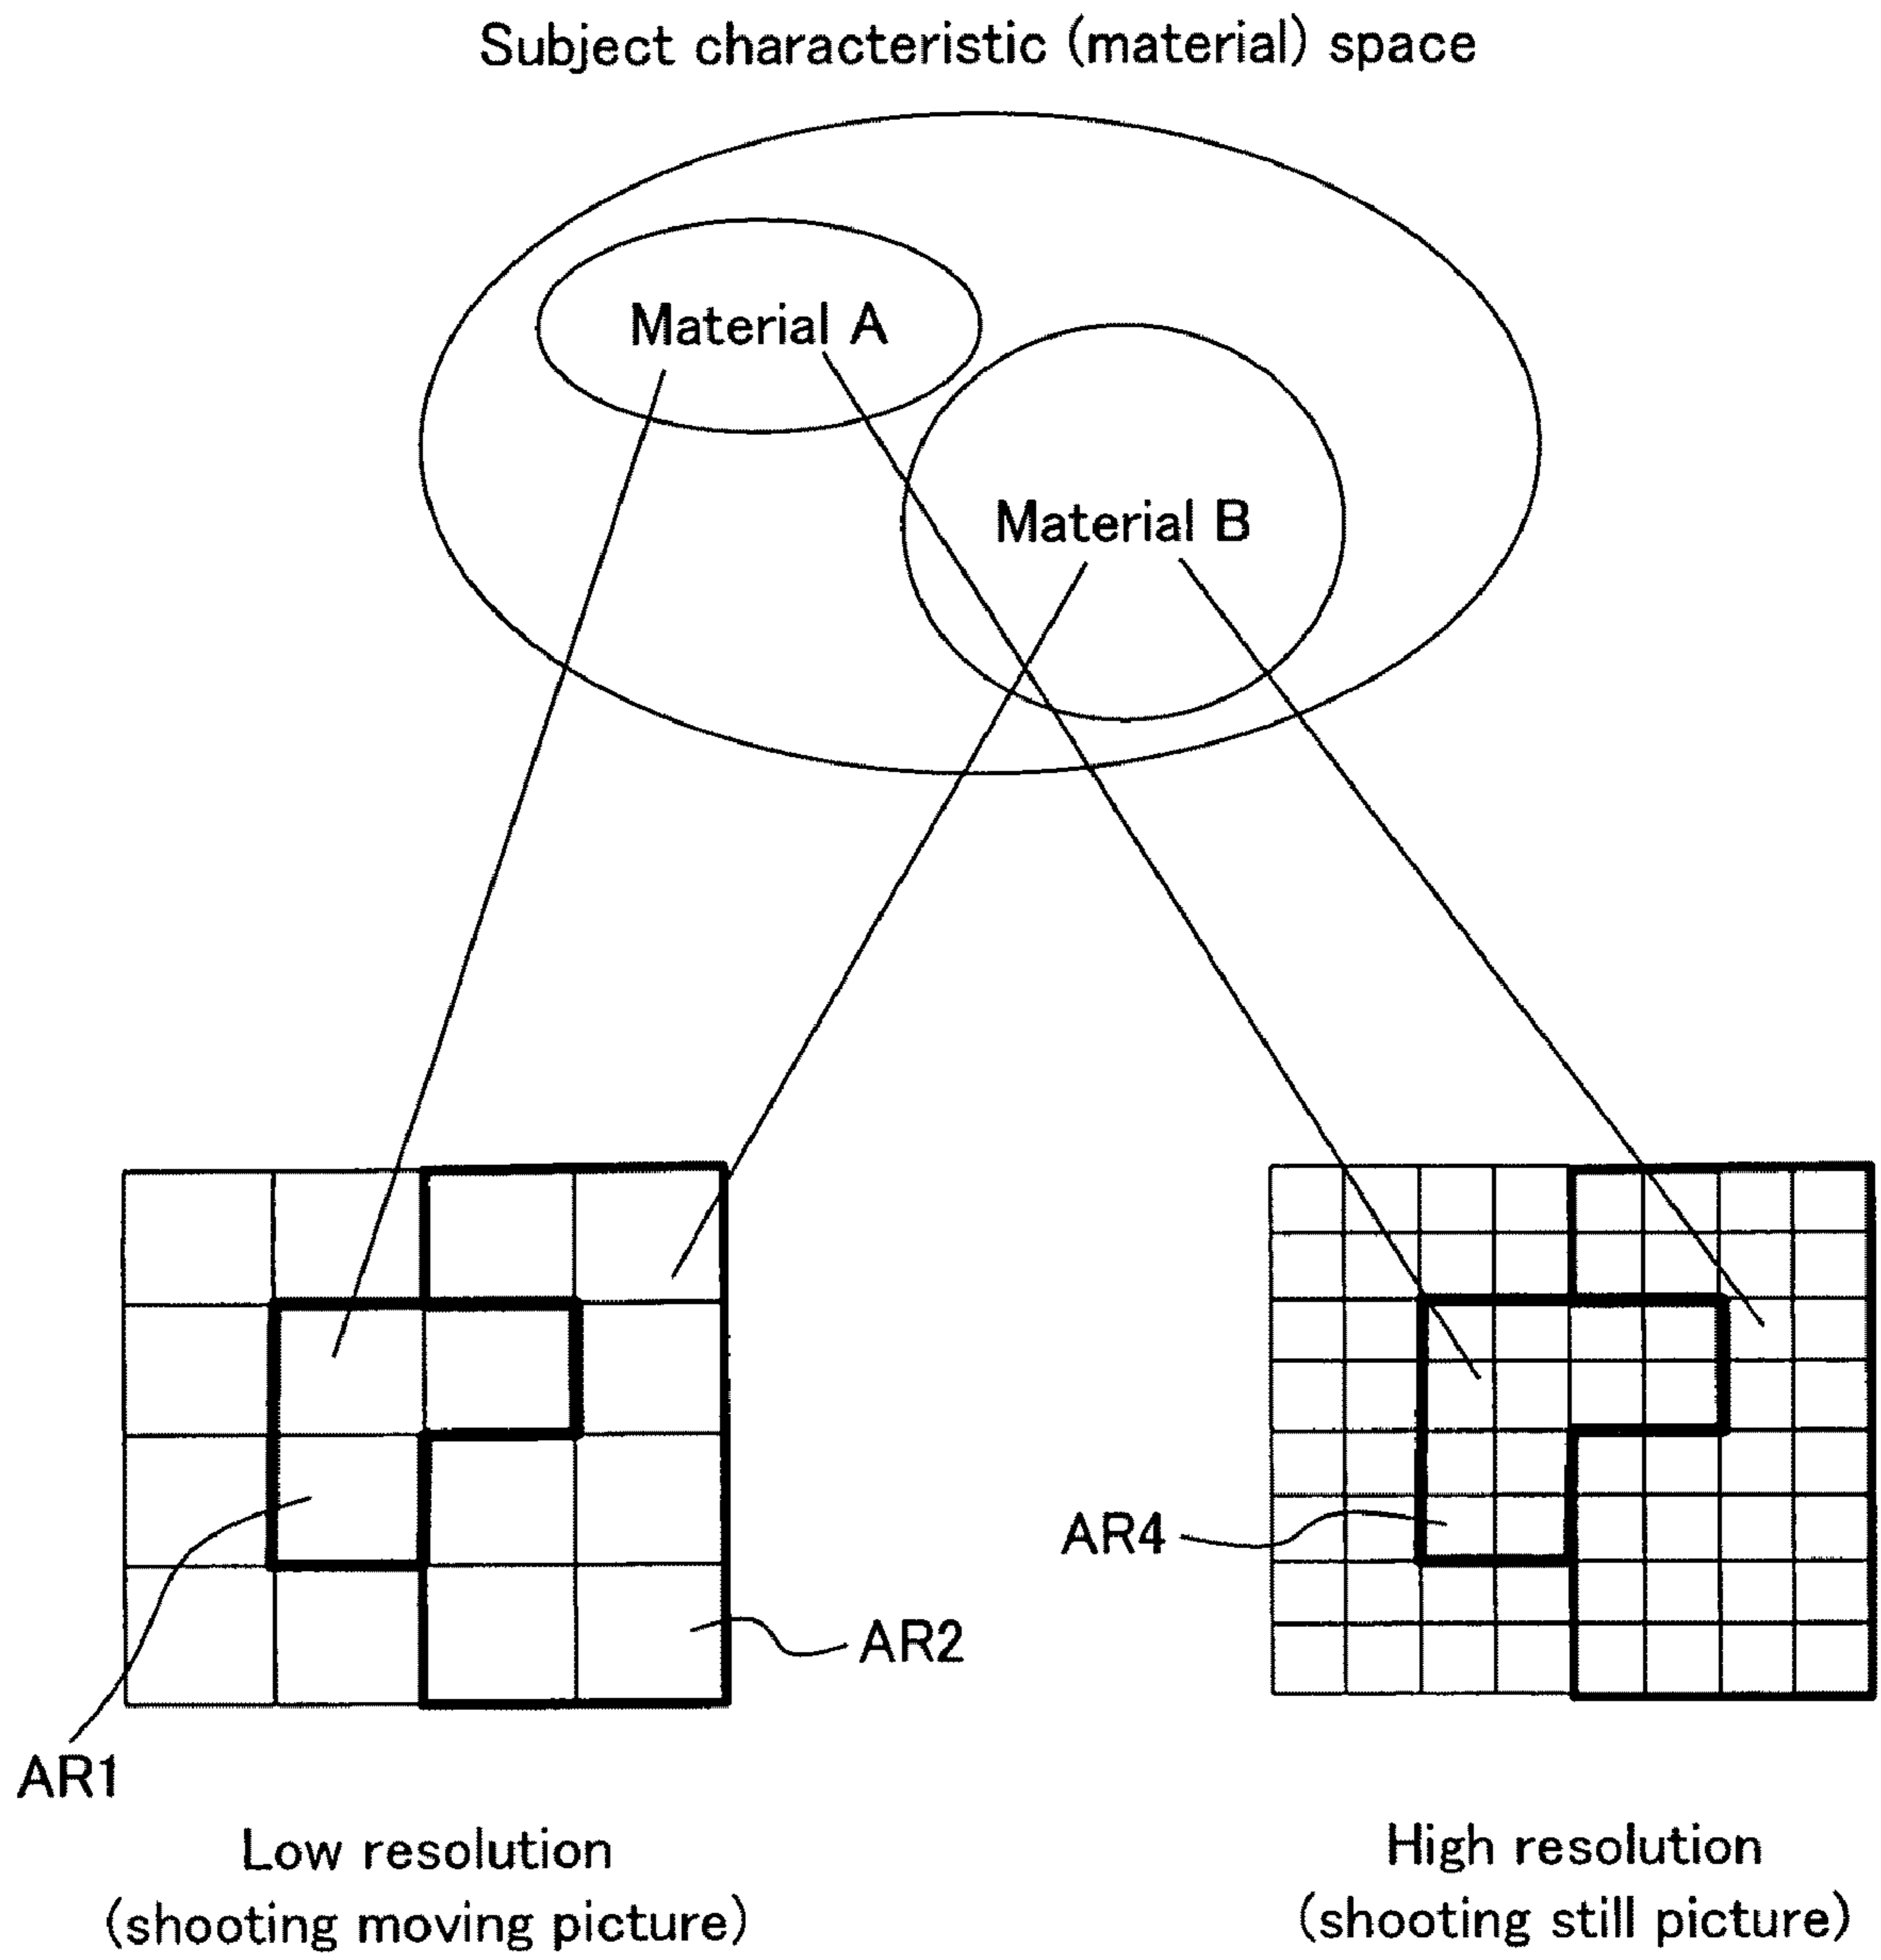 Subject characteristic (material) space
Material A
Material B
AR4
AR2
AR1
Low resolution
(shooting moving picture)
High resolution
(shooting still picture)